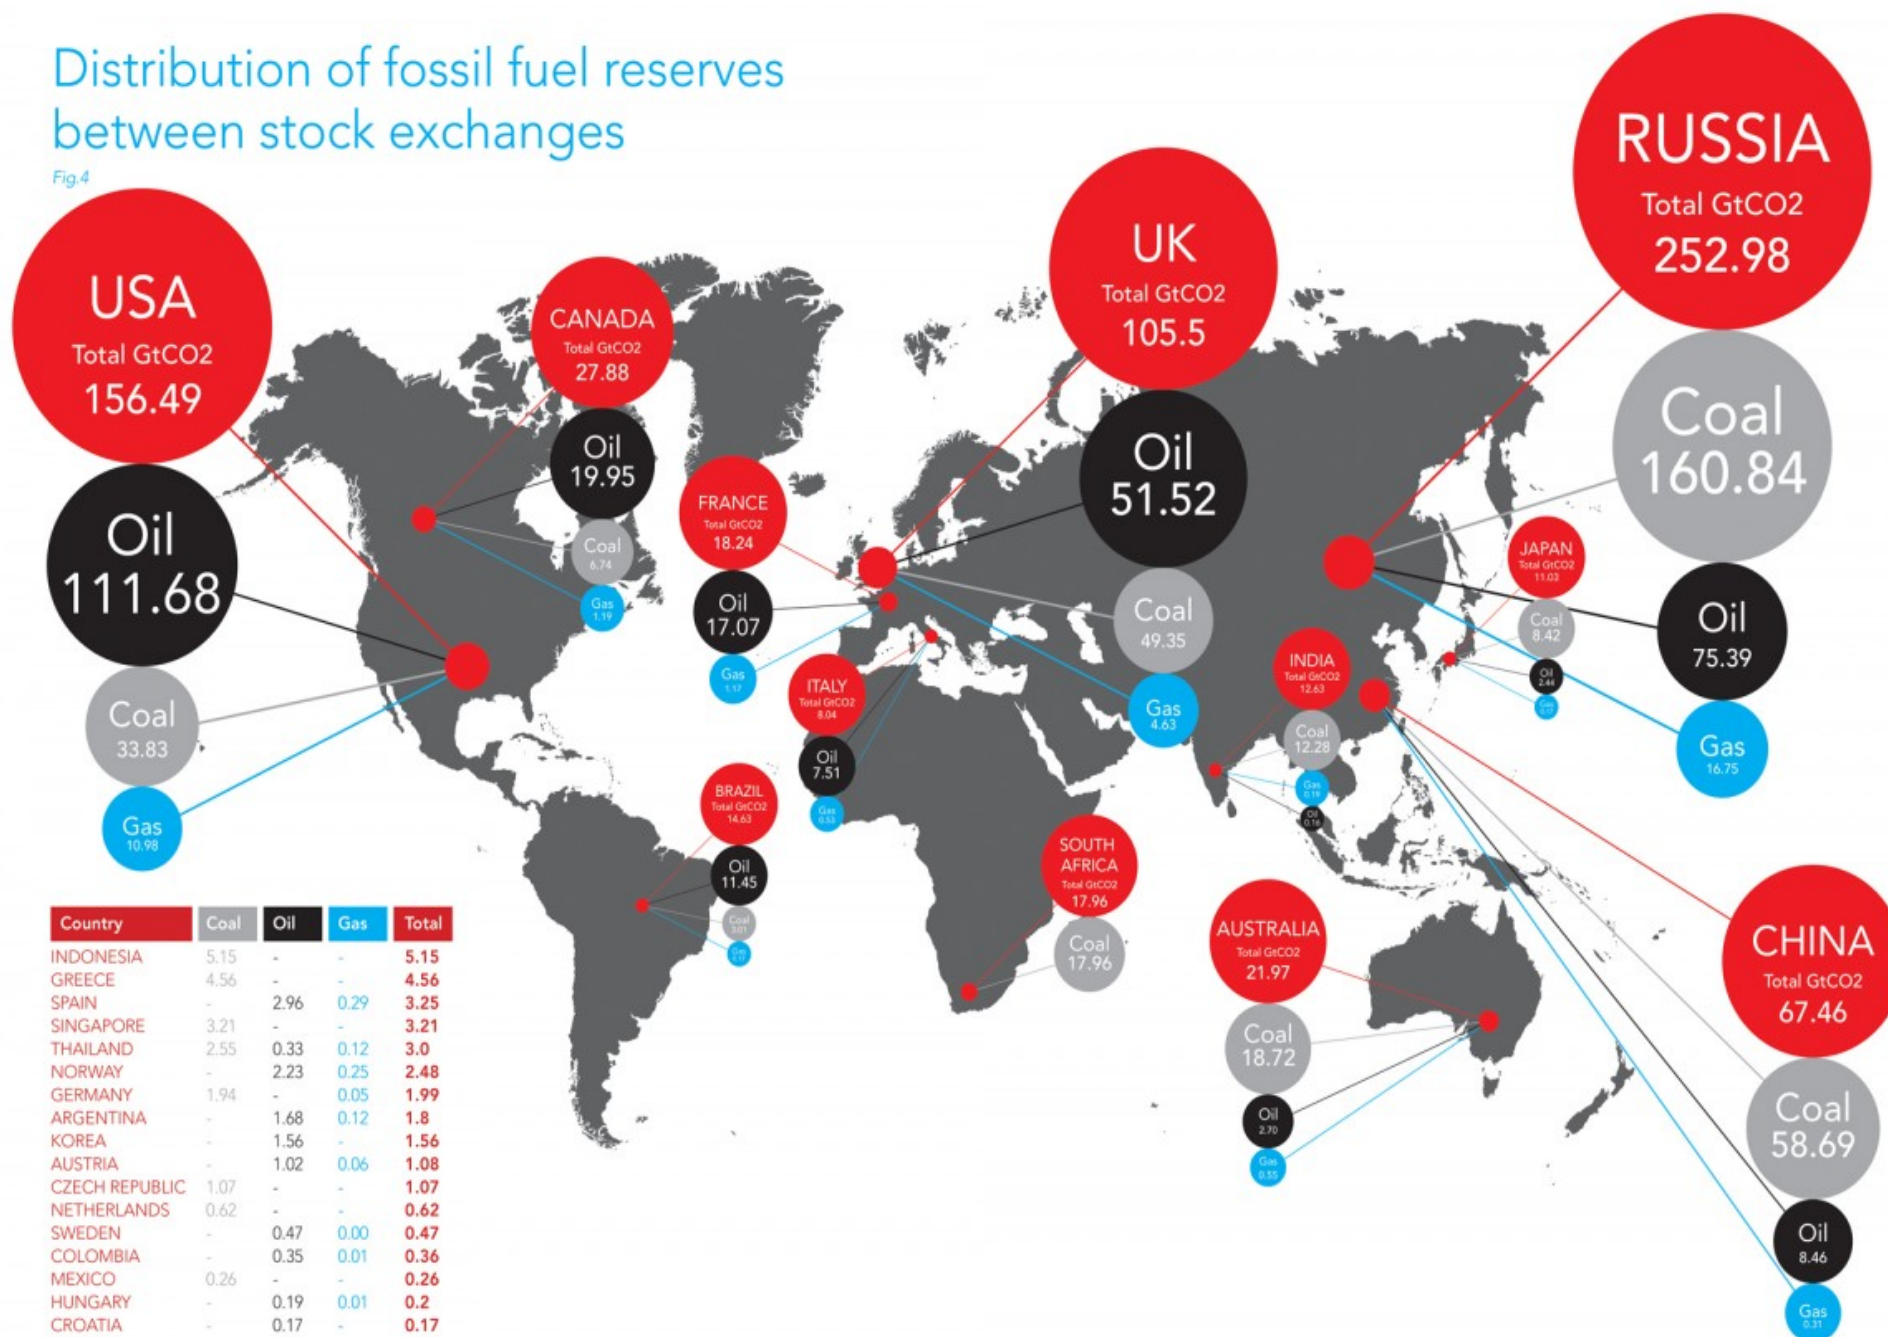 Distribution of fossil fuel reserves
between stock exchanges
Fig.4
USA
Total GtCO2
156.49
Oil
111.68
Coal
33.83
Gas
10.98
CANADA
Total GtCO2
27.88
Oil
19.95
Coal
6.74
Gas
1.19
FRANCE
Total GtCO2
18.24
Oil
17.07
Gas
1.17
UK
Total GtCO2
105.5
Oil
51.52
Coal
49.35
Gas
4.63
RUSSIA
Total GtCO2
252.98
Coal
160.84
Oil
75.39
Gas
16.75
JAPAN
Total GtCO2
11.03
Coal
8.42
Oil
2.44
Gas
0.17
ITALY
Total GtCO2
8.04
Oil
7.51
Gas
0.53
INDIA
Total GtCO2
12.63
Coal
12.28
Gas
0.19
Oil
0.16
BRAZIL
Total GtCO2
14.63
Oil
11.45
Coal
3.01
Gas
0.17
SOUTH
AFRICA
Total GtCO2
17.96
Coal
17.96
AUSTRALIA
Total GtCO2
21.97
Coal
18.72
Oil
2.70
Gas
0.55
CHINA
Total GtCO2
67.46
Coal
58.69
Oil
8.46
Gas
0.31
Country Coal Oil Gas Total
INDONESIA 5.15 - - 5.15
GREECE 4.56 - - 4.56
SPAIN - 2.96 0.29 3.25
SINGAPORE 3.21 - - 3.21
THAILAND 2.55 0.33 0.12 3.0
NORWAY - 2.23 0.25 2.48
GERMANY 1.94 - 0.05 1.99
ARGENTINA - 1.68 0.12 1.8
KOREA - 1.56 - 1.56
AUSTRIA - 1.02 0.06 1.08
CZECH REPUBLIC 1.07 - - 1.07
NETHERLANDS 0.62 - - 0.62
SWEDEN - 0.47 0.00 0.47
COLOMBIA - 0.35 0.01 0.36
MEXICO 0.26 - - 0.26
HUNGARY - 0.19 0.01 0.2
CROATIA - 0.17 - 0.17